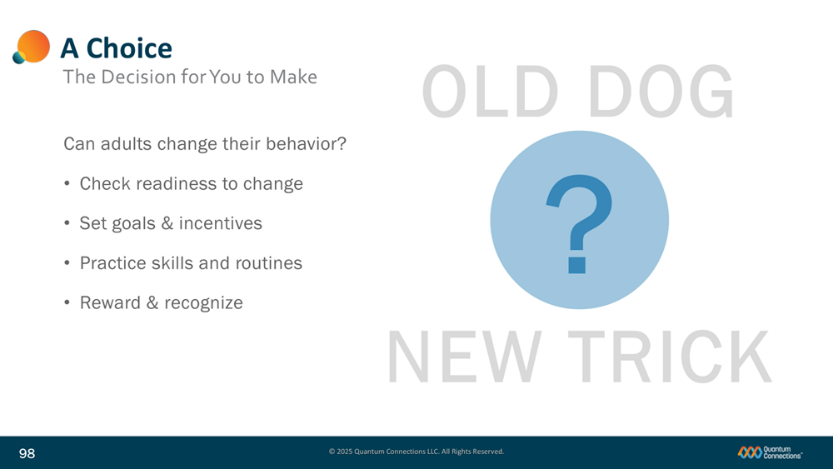 A Choice
The Decision for You to Make
Can adults change their behavior?
• Check readiness to change
• Set goals & incentives
• Practice skills and routines
• Reward & recognize
OLD DOG
?
NEW TRICK
98
© 2025 Quantum Connections LLC. All Rights Reserved.
Quantum
Connections™